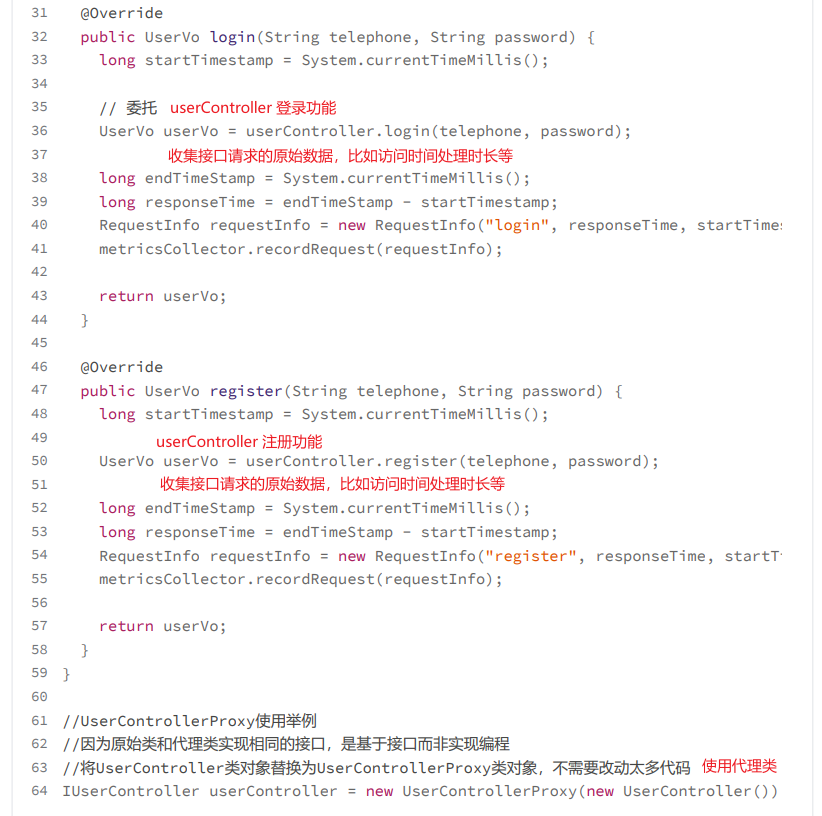 31 @Override
32 public UserVo login(String telephone, String password) {
33 long startTimestamp = System.currentTimeMillis();
34
35 // 委托 userController 登录功能
36 UserVo userVo = userController.login(telephone, password);
37 收集接口请求的原始数据，比如访问时间处理时长等
38 long endTimeStamp = System.currentTimeMillis();
39 long responseTime = endTimeStamp - startTimestamp;
40 RequestInfo requestInfo = new RequestInfo("login", responseTime, startTimes
41 metricsCollector.recordRequest(requestInfo);
42
43 return userVo;
44 }
45
46 @Override
47 public UserVo register(String telephone, String password) {
48 long startTimestamp = System.currentTimeMillis();
49 userController 注册功能
50 UserVo userVo = userController.register(telephone, password);
51 收集接口请求的原始数据，比如访问时间处理时长等
52 long endTimeStamp = System.currentTimeMillis();
53 long responseTime = endTimeStamp - startTimestamp;
54 RequestInfo requestInfo = new RequestInfo("register", responseTime, startT
55 metricsCollector.recordRequest(requestInfo);
56
57 return userVo;
58 }
59 }
60
61 //UserControllerProxy使用举例
62 //因为原始类和代理类实现相同的接口，是基于接口而非实现编程
63 //将UserController类对象替换为UserControllerProxy类对象，不需要改动太多代码 使用代理类
64 IUserController userController = new UserControllerProxy(new UserController())